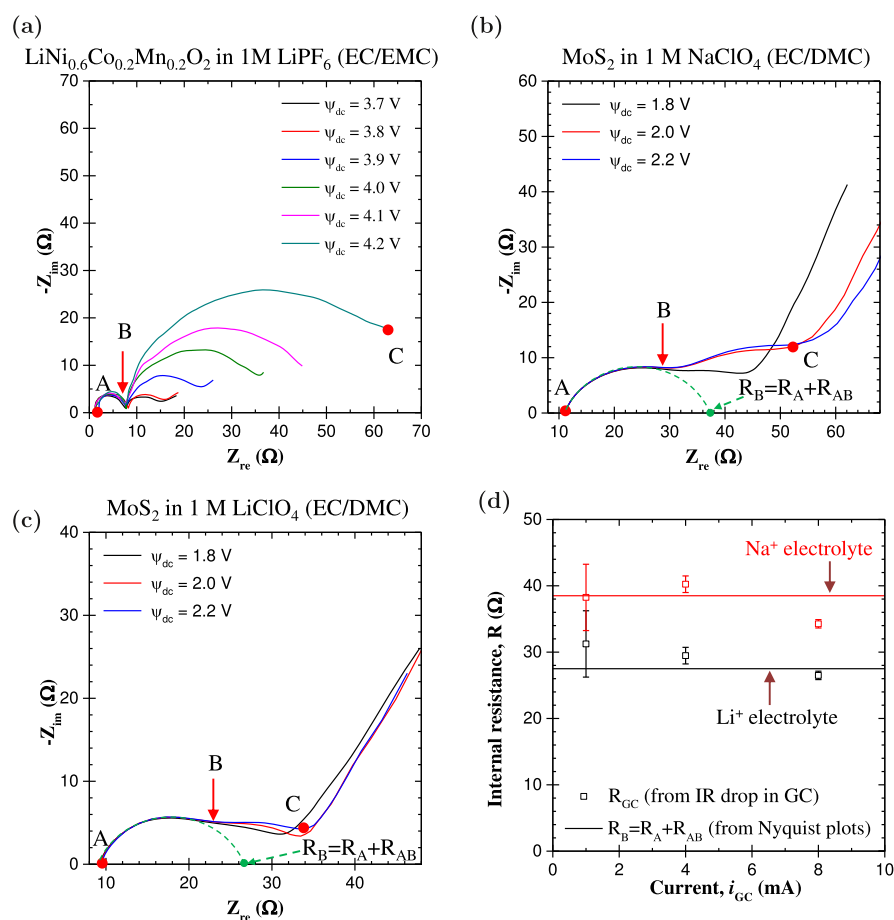 (a)
LiNi0.6Co0.2Mn0.2O2 in 1M LiPF6 (EC/EMC)
70
60
50
40
30
20
10
0
-Zim (Ω)
ψdc = 3.7 V
ψdc = 3.8 V
ψdc = 3.9 V
ψdc = 4.0 V
ψdc = 4.1 V
ψdc = 4.2 V
A
B
C
0 10 20 30 40 50 60 70
Zre (Ω)
(b)
MoS2 in 1 M NaClO4 (EC/DMC)
60
50
40
30
20
10
0
-Zim (Ω)
ψdc = 1.8 V
ψdc = 2.0 V
ψdc = 2.2 V
A
B
C
RB=RA+RAB
10 20 30 40 50 60
Zre (Ω)
(c)
MoS2 in 1 M LiClO4 (EC/DMC)
40
30
20
10
0
-Zim (Ω)
ψdc = 1.8 V
ψdc = 2.0 V
ψdc = 2.2 V
A
B
C
RB=RA+RAB
10 20 30 40
Zre (Ω)
(d)
50
40
30
20
10
0
Internal resistance, R (Ω)
Na+ electrolyte
Li+ electrolyte
RGC (from IR drop in GC)
RB=RA+RAB (from Nyquist plots)
0 2 4 6 8 10
Current, iGC (mA)